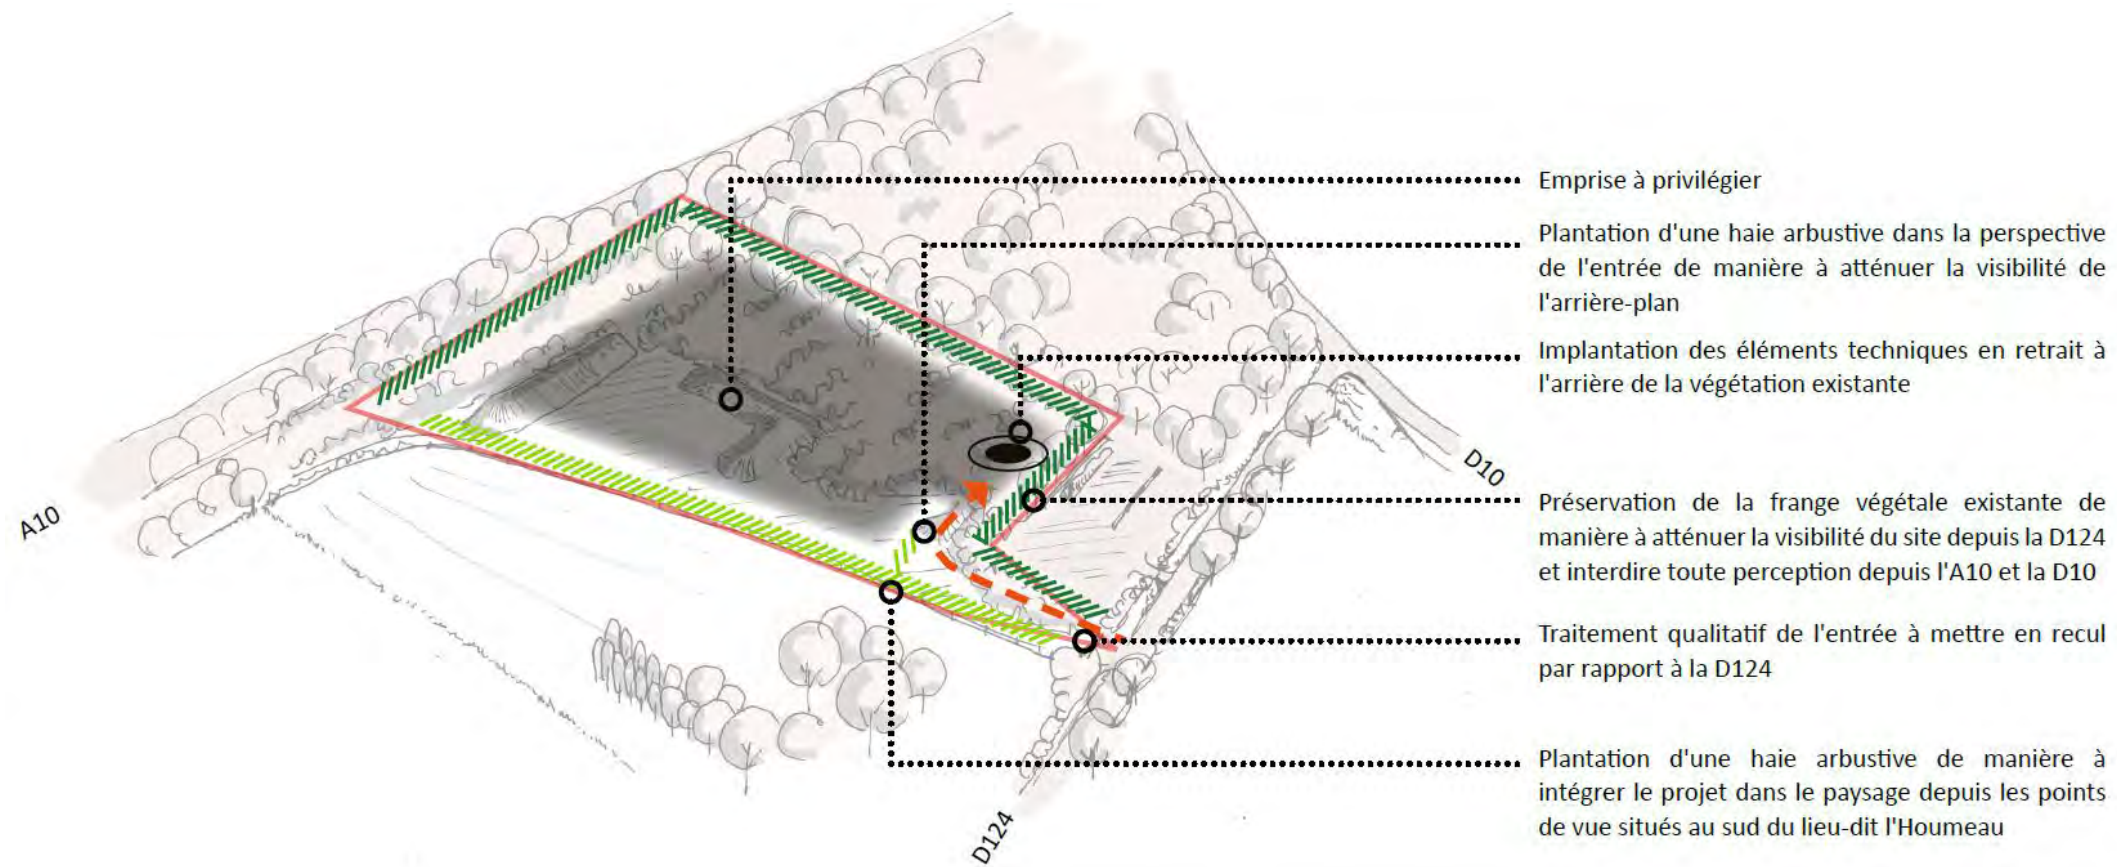 Emprise à privilégier
Plantation d'une haie arbustive dans la perspective
de l'entrée de manière à atténuer la visibilité de
l'arrière-plan
Implantation des éléments techniques en retrait à
l'arrière de la végétation existante
Préservation de la frange végétale existante de
manière à atténuer la visibilité du site depuis la D124
et interdire toute perception depuis l'A10 et la D10
Traitement qualitatif de l'entrée à mettre en recul
par rapport à la D124
Plantation d'une haie arbustive de manière à
intégrer le projet dans le paysage depuis les points
de vue situés au sud du lieu-dit l'Houmeau
A10
D10
D124